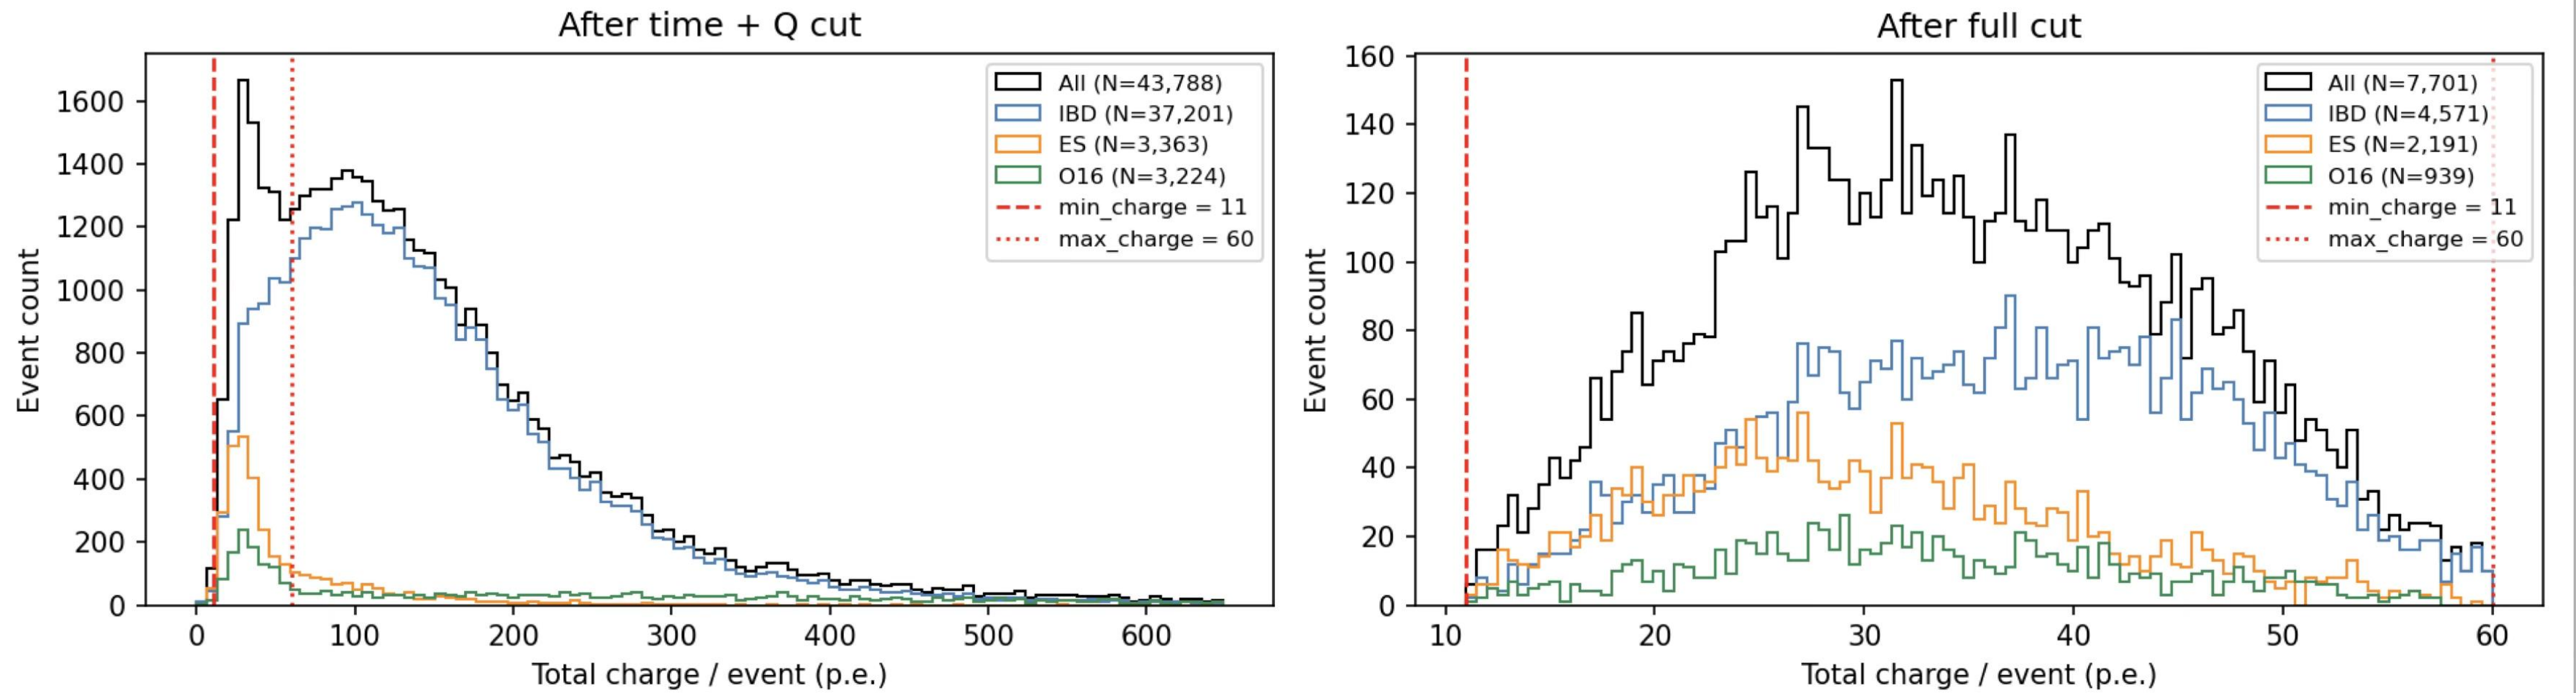 After time + Q cut
1600
1400
1200
1000
800
600
400
200
0
Event count
All (N=43,788)
IBD (N=37,201)
ES (N=3,363)
O16 (N=3,224)
min_charge = 11
max_charge = 60
0 100 200 300 400 500 600
Total charge / event (p.e.)
After full cut
160
140
120
100
80
60
40
20
0
Event count
All (N=7,701)
IBD (N=4,571)
ES (N=2,191)
O16 (N=939)
min_charge = 11
max_charge = 60
10 20 30 40 50 60
Total charge / event (p.e.)